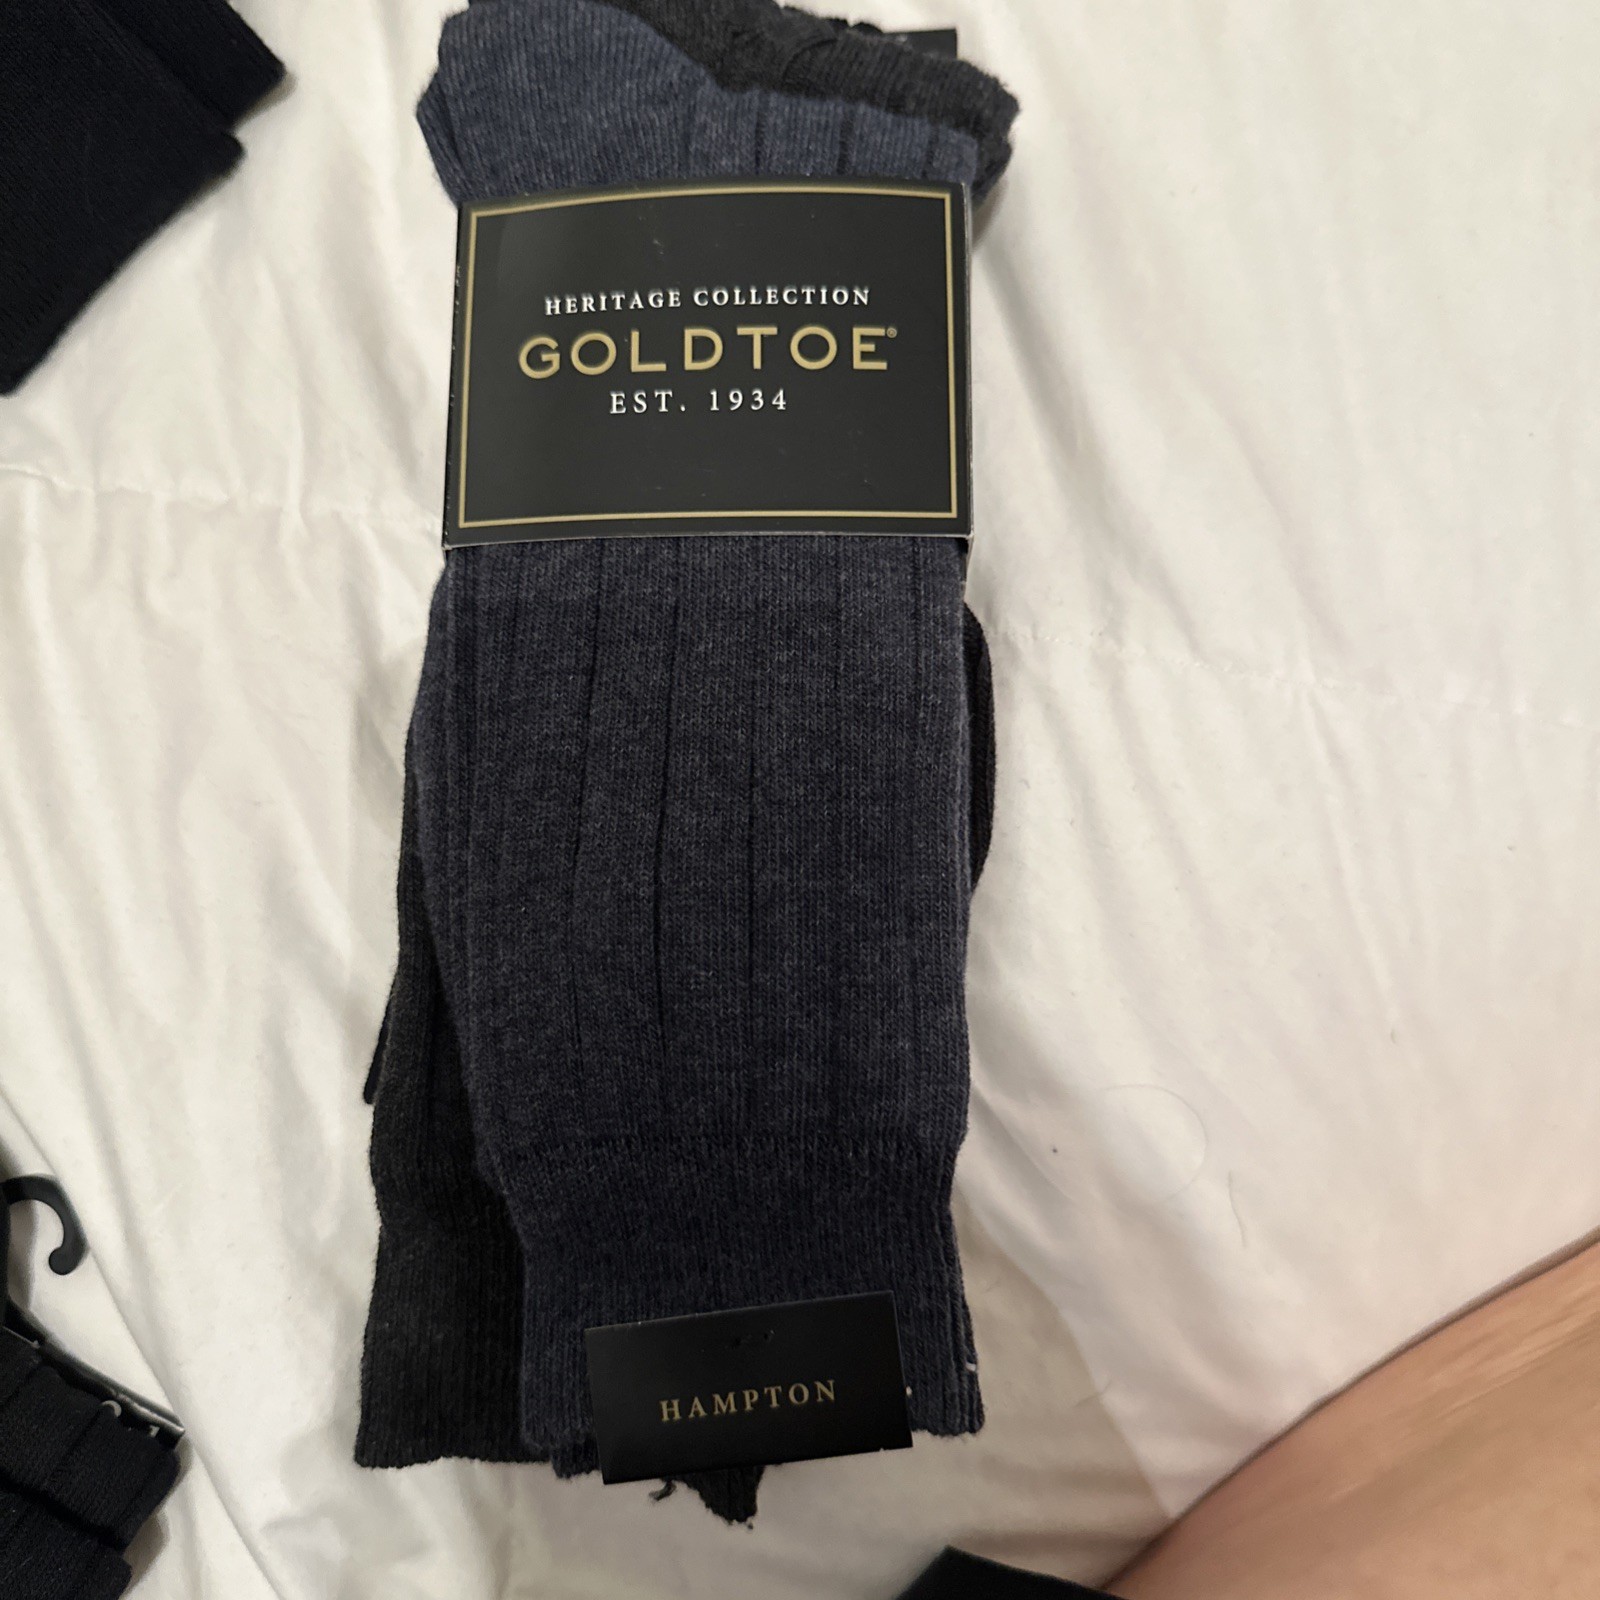 HERITAGE COLLECTION
GOLDTOE®
EST. 1934
HAMPTON